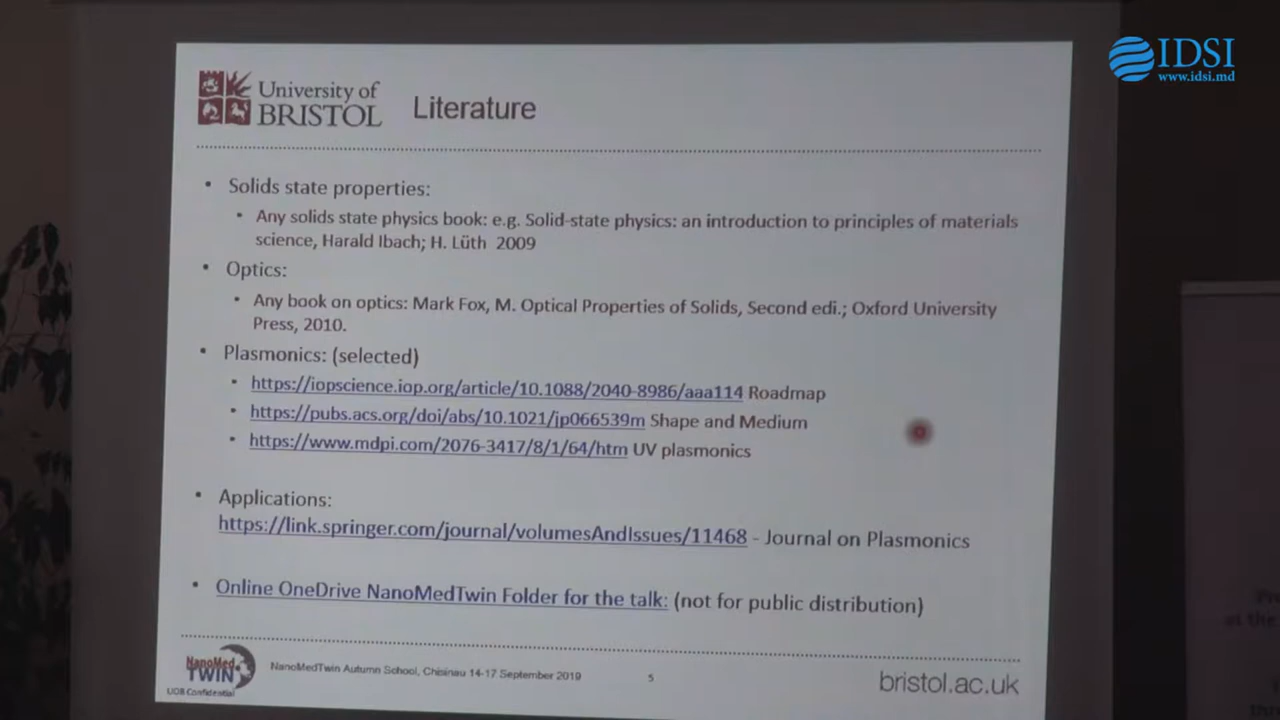 IDSI
www.idsi.md
University of
BRISTOL
Literature
• Solids state properties:
• Any solids state physics book: e.g. Solid-state physics: an introduction to principles of materials
science, Harald Ibach; H. Lüth 2009
• Optics:
• Any book on optics: Mark Fox, M. Optical Properties of Solids, Second edi.; Oxford University
Press, 2010.
• Plasmonics: (selected)
• https://iopscience.iop.org/article/10.1088/2040-8986/aaa114 Roadmap
• https://pubs.acs.org/doi/abs/10.1021/jp066539m Shape and Medium
• https://www.mdpi.com/2076-3417/8/1/64/htm UV plasmonics
• Applications:
https://link.springer.com/journal/volumesAndIssues/11468 - Journal on Plasmonics
• Online OneDrive NanoMedTwin Folder for the talk: (not for public distribution)
NanoMed
TWIN
UOB Confidential
NanoMedTwin Autumn School, Chisinau 14-17 September 2019
5
bristol.ac.uk